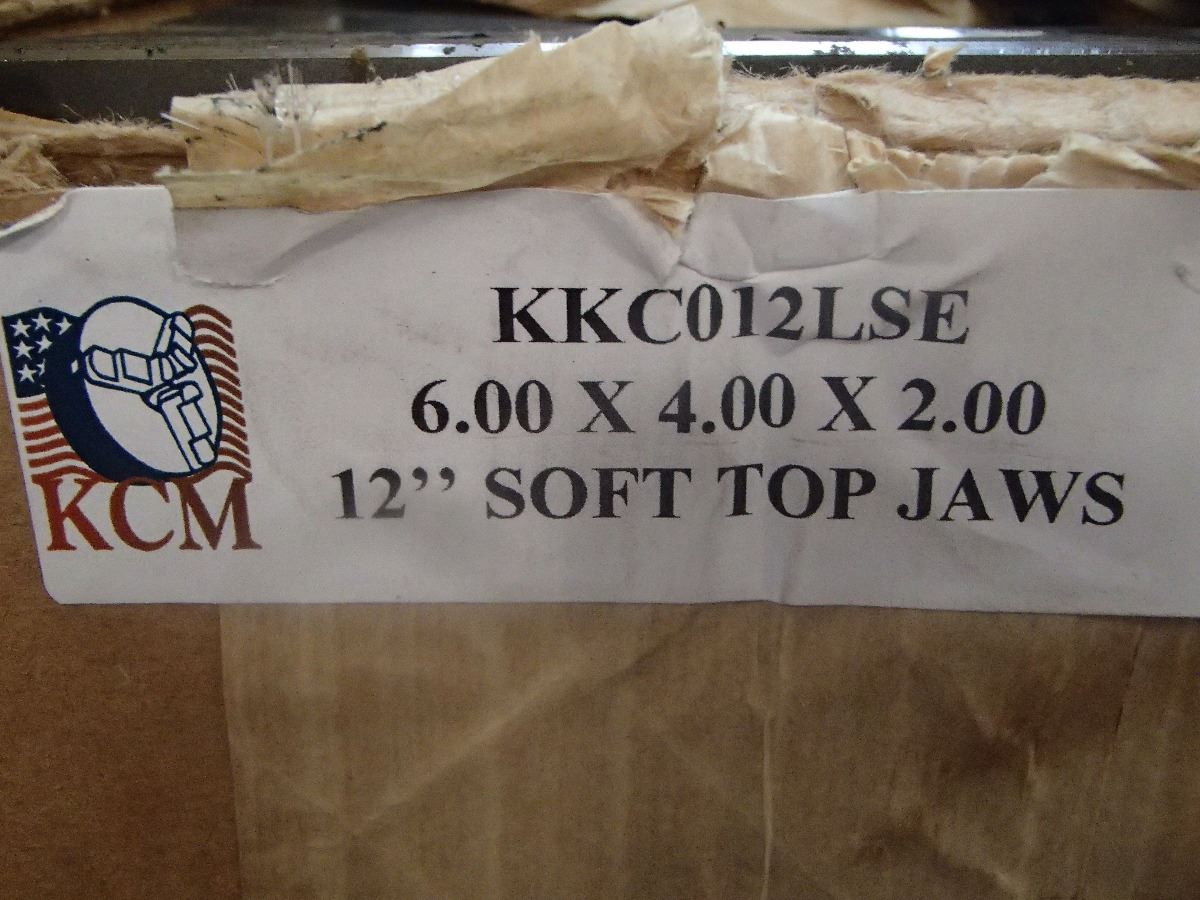 KKC012LSE
6.00 X 4.00 X 2.00
12’’ SOFT TOP JAWS
KCM